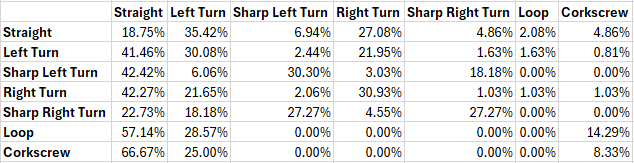 Straight Left Turn Sharp Left Turn Right Turn Sharp Right Turn Loop Corkscrew
Straight 18.75% 35.42% 6.94% 27.08% 4.86% 2.08% 4.86%
Left Turn 41.46% 30.08% 2.44% 21.95% 1.63% 1.63% 0.81%
Sharp Left Turn 42.42% 6.06% 30.30% 3.03% 18.18% 0.00% 0.00%
Right Turn 42.27% 21.65% 2.06% 30.93% 1.03% 1.03% 1.03%
Sharp Right Turn 22.73% 18.18% 27.27% 4.55% 27.27% 0.00% 0.00%
Loop 57.14% 28.57% 0.00% 0.00% 0.00% 0.00% 14.29%
Corkscrew 66.67% 25.00% 0.00% 0.00% 0.00% 0.00% 8.33%